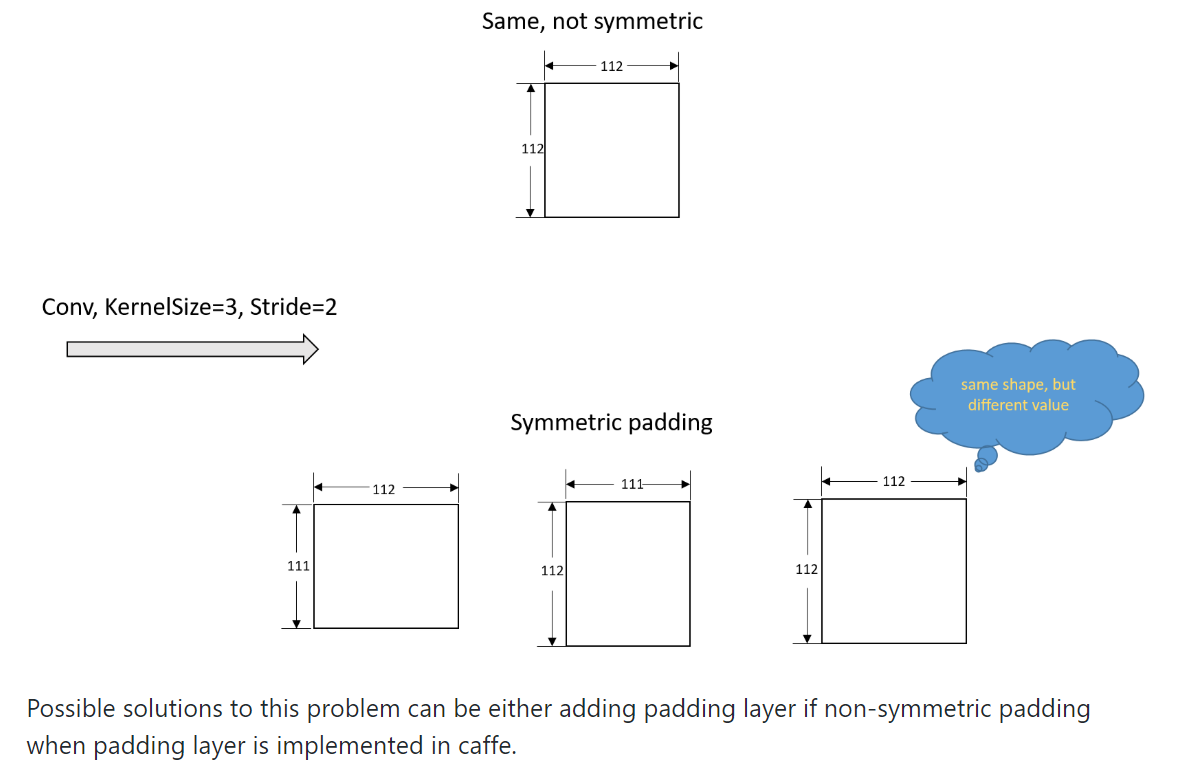 Same, not symmetric
112
112
Conv, KernelSize=3, Stride=2
same shape, but
different value
Symmetric padding
112
111
112
111
112
112
Possible solutions to this problem can be either adding padding layer if non-symmetric padding
when padding layer is implemented in caffe.